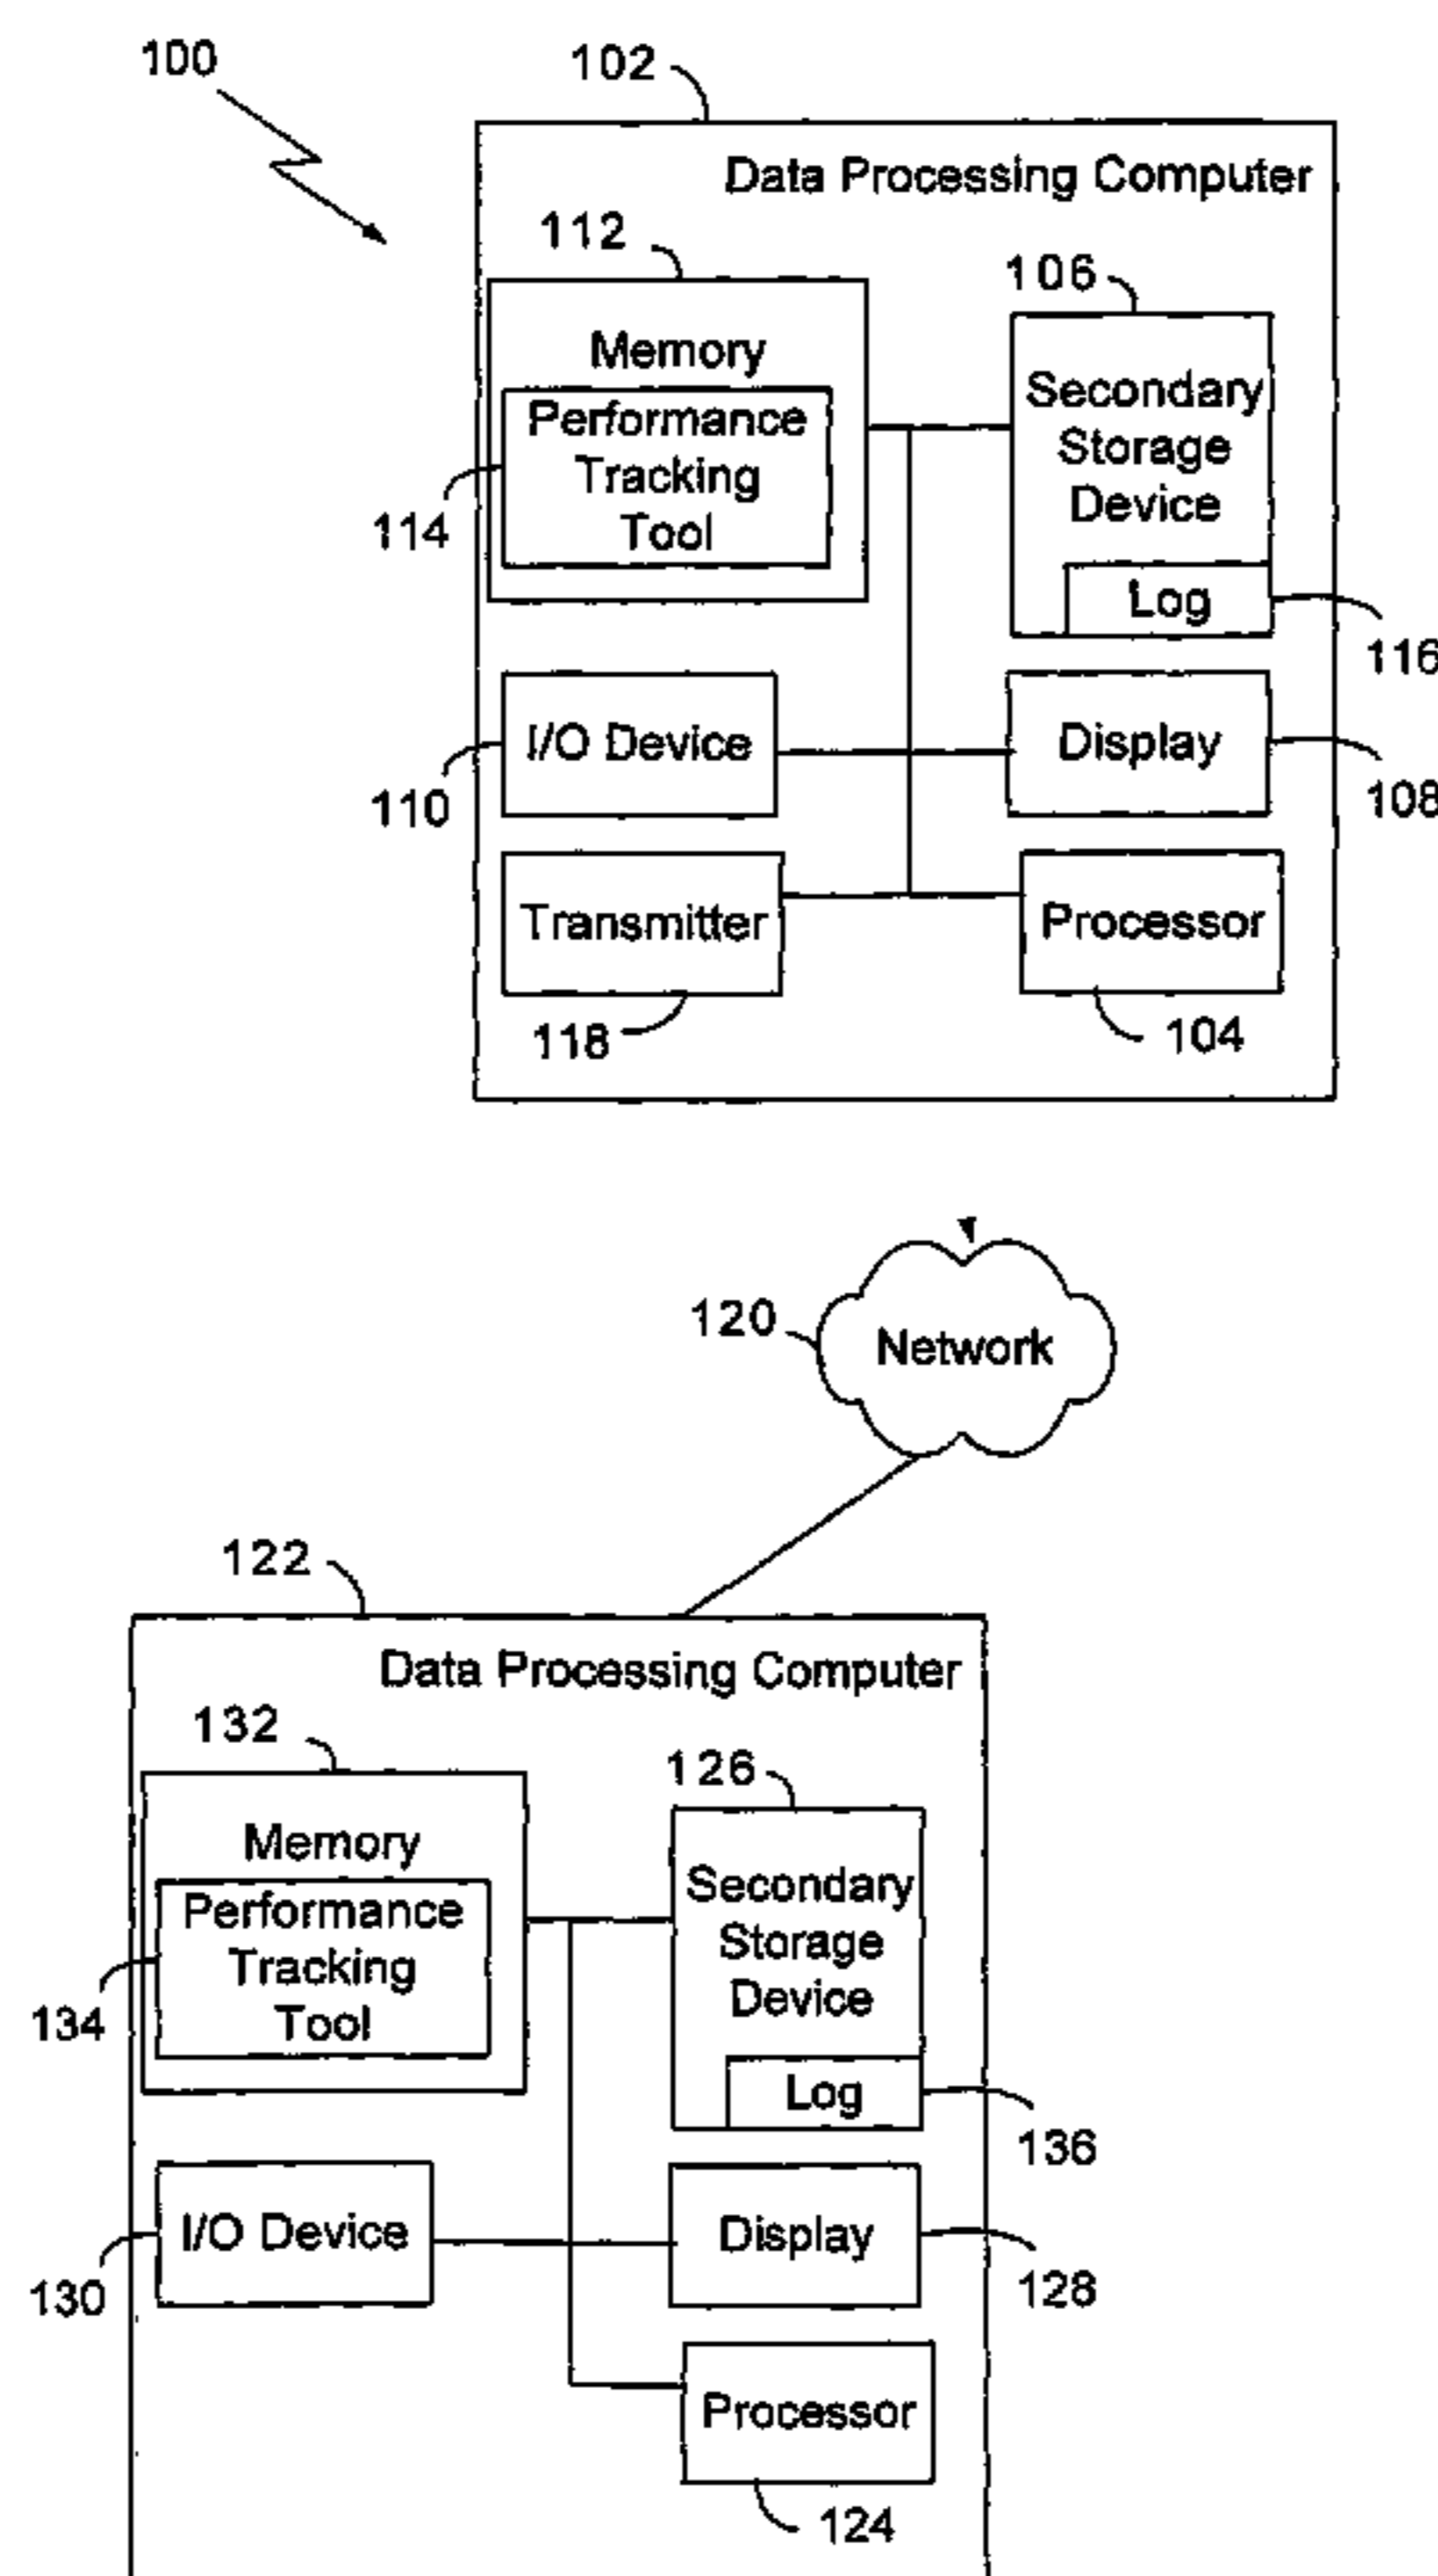 100
102
Data Processing Computer
112
106
Memory
Secondary
Storage
Device
Performance
Tracking
Tool
114
Log
116
I/O Device
Display
110
108
Transmitter
Processor
118
104
120
Network
122
Data Processing Computer
132
126
Memory
Secondary
Storage
Device
Performance
Tracking
Tool
134
Log
136
I/O Device
Display
130
128
Processor
124